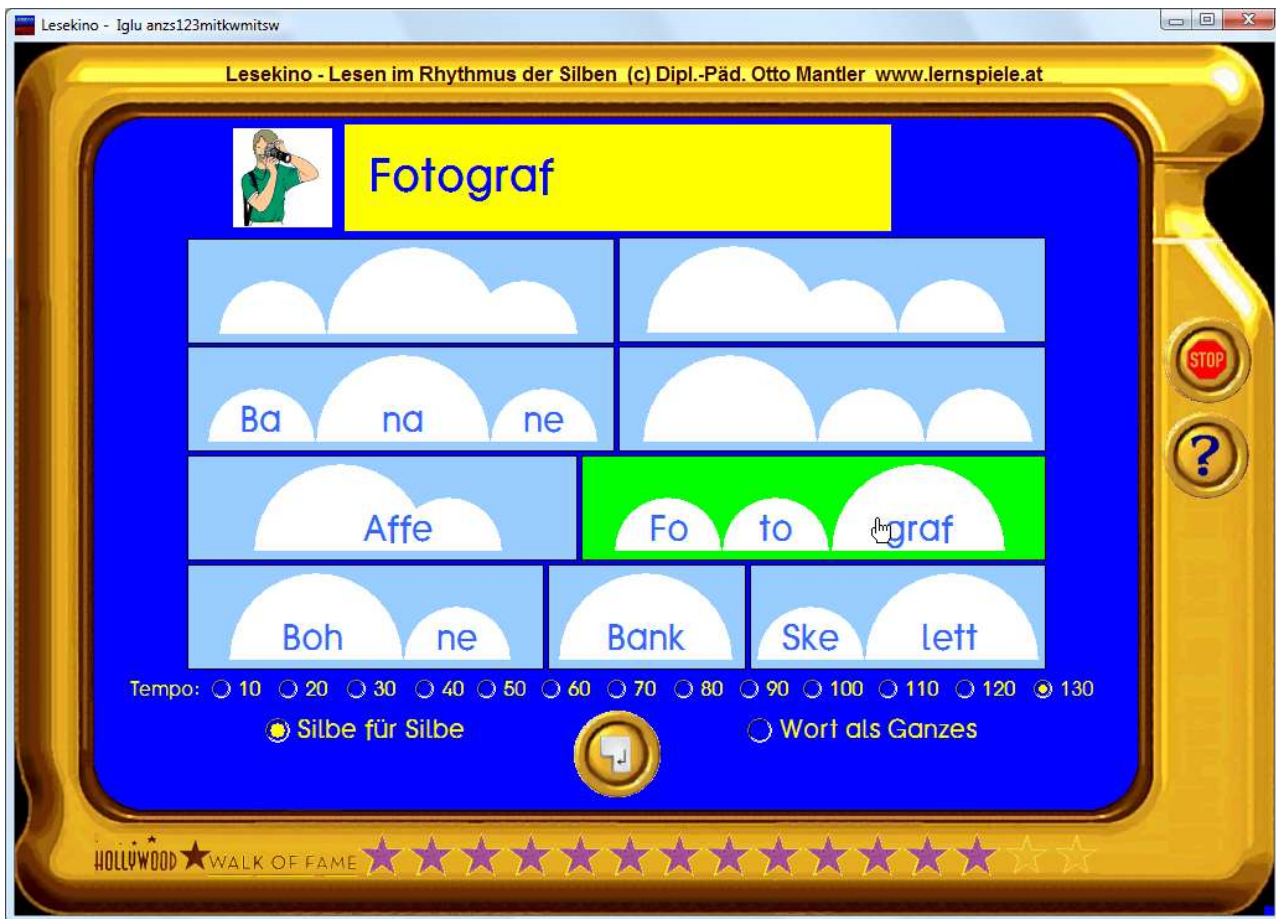 Lesekino - Iglu anzs123mitkwmitsw
Lesekino - Lesen im Rhythmus der Silben (c) Dipl.-Päd. Otto Mantler www.lernspiele.at
Fotograf
Ba na ne
Affe
Fo to graf
Boh ne
Bank
Ske lett
Tempo: 10 20 30 40 50 60 70 80 90 100 110 120 130
Silbe für Silbe
Wort als Ganzes
STOP
?
HOLLYWOOD WALK OF FAME